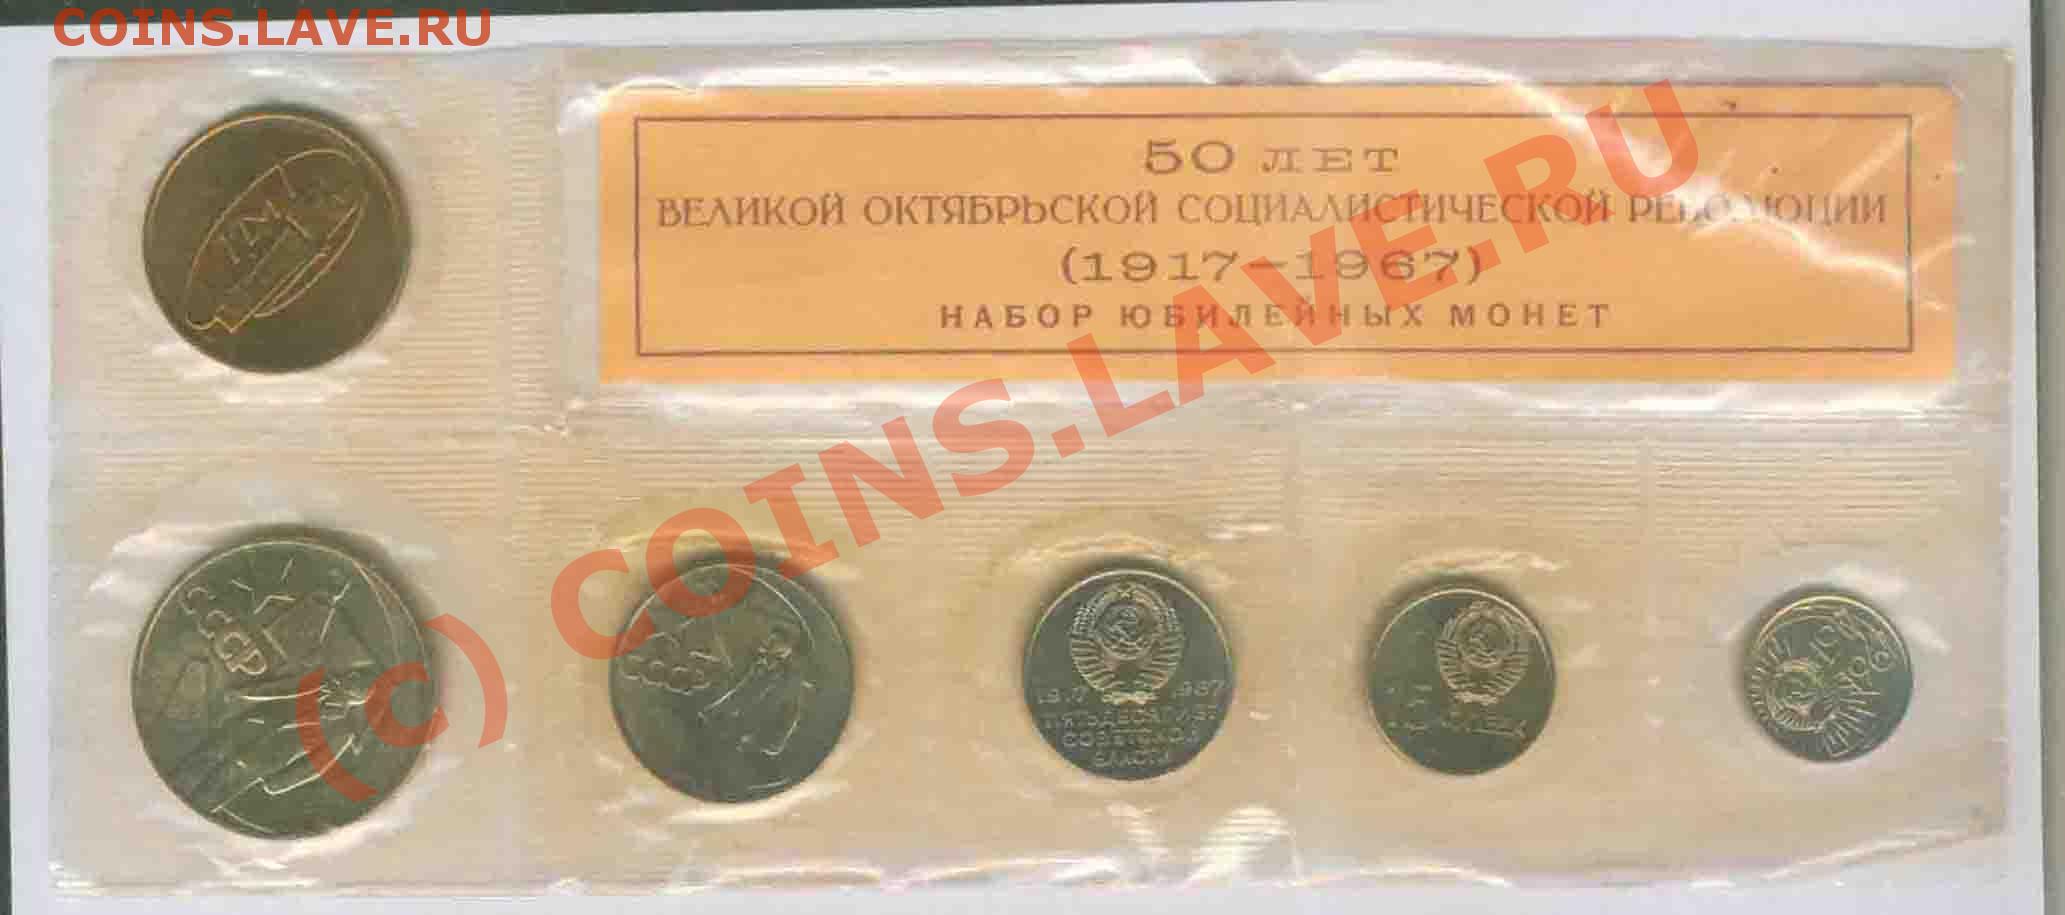 COINS.LAVE.RU
50 ЛЕТ
ВЕЛИКОЙ ОКТЯБРЬСКОЙ СОЦИАЛИСТИЧЕСКОЙ РЕВОЛЮЦИИ
(1917–1967)
НАБОР ЮБИЛЕЙНЫХ МОНЕТ
(c) COINS.LAVE.RU
СССР
СССР
1917 1967
ПЯТЬДЕСЯТ ЛЕТ
СОВЕТСКОЙ
ВЛАСТИ